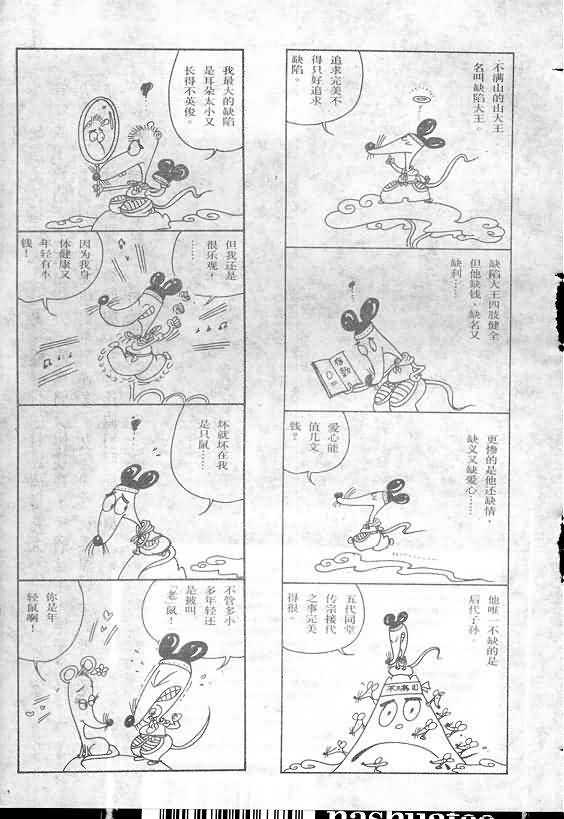 不满山的山大王
名叫缺陷大王。
追求完美不
得只好追求
缺陷。
缺陷大王四肢健全
但他缺钱、缺名又
缺利……
存款
更惨的是他还缺情，
缺义又缺爱心……
爱心能
值几文
钱？
他唯一不缺的是
后代子孙。
五代同堂
传宗接代
之事完美
得很。
我最大的缺陷
是耳朵太小又
长得不英俊。
但我还是
很乐观，
……
因为我身
体健康又
年轻有本
钱！
坏就坏在我
是只鼠……
不管多小
多年轻还
是被叫
「老」鼠！
你是年
轻鼠啊！
nashuatec